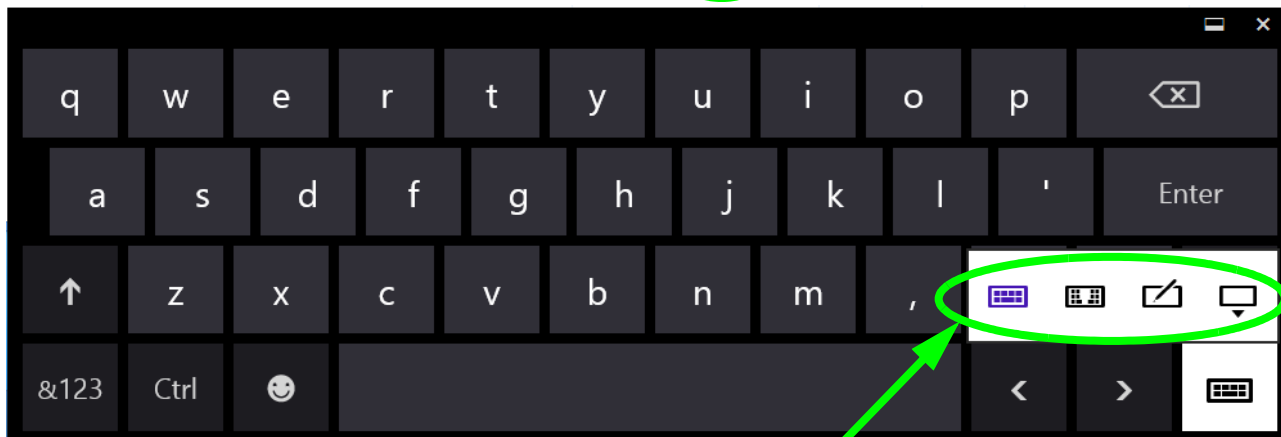 q w e r t y u i o p
a s d f g h j k l ' Enter
z x c v b n m ,
&123 Ctrl < >